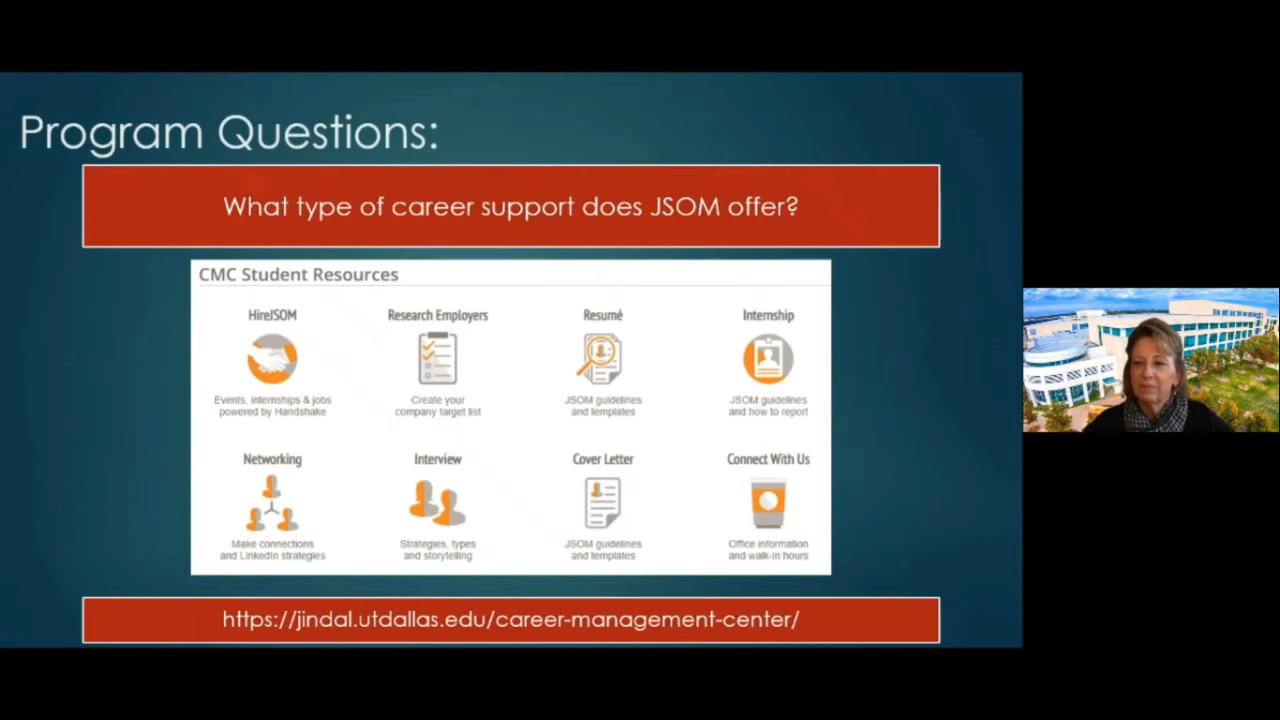 Program Questions:
What type of career support does JSOM offer?
CMC Student Resources
HireJSOM
Research Employers
Resumé
Internship
Events, internships & jobs
powered by Handshake
Create your
company target list
JSOM guidelines
and templates
JSOM guidelines
and how to report
Networking
Interview
Cover Letter
Connect With Us
Make connections
and LinkedIn strategies
Strategies, types
and storytelling
JSOM guidelines
and templates
Office information
and walk-in hours
https://jindal.utdallas.edu/career-management-center/